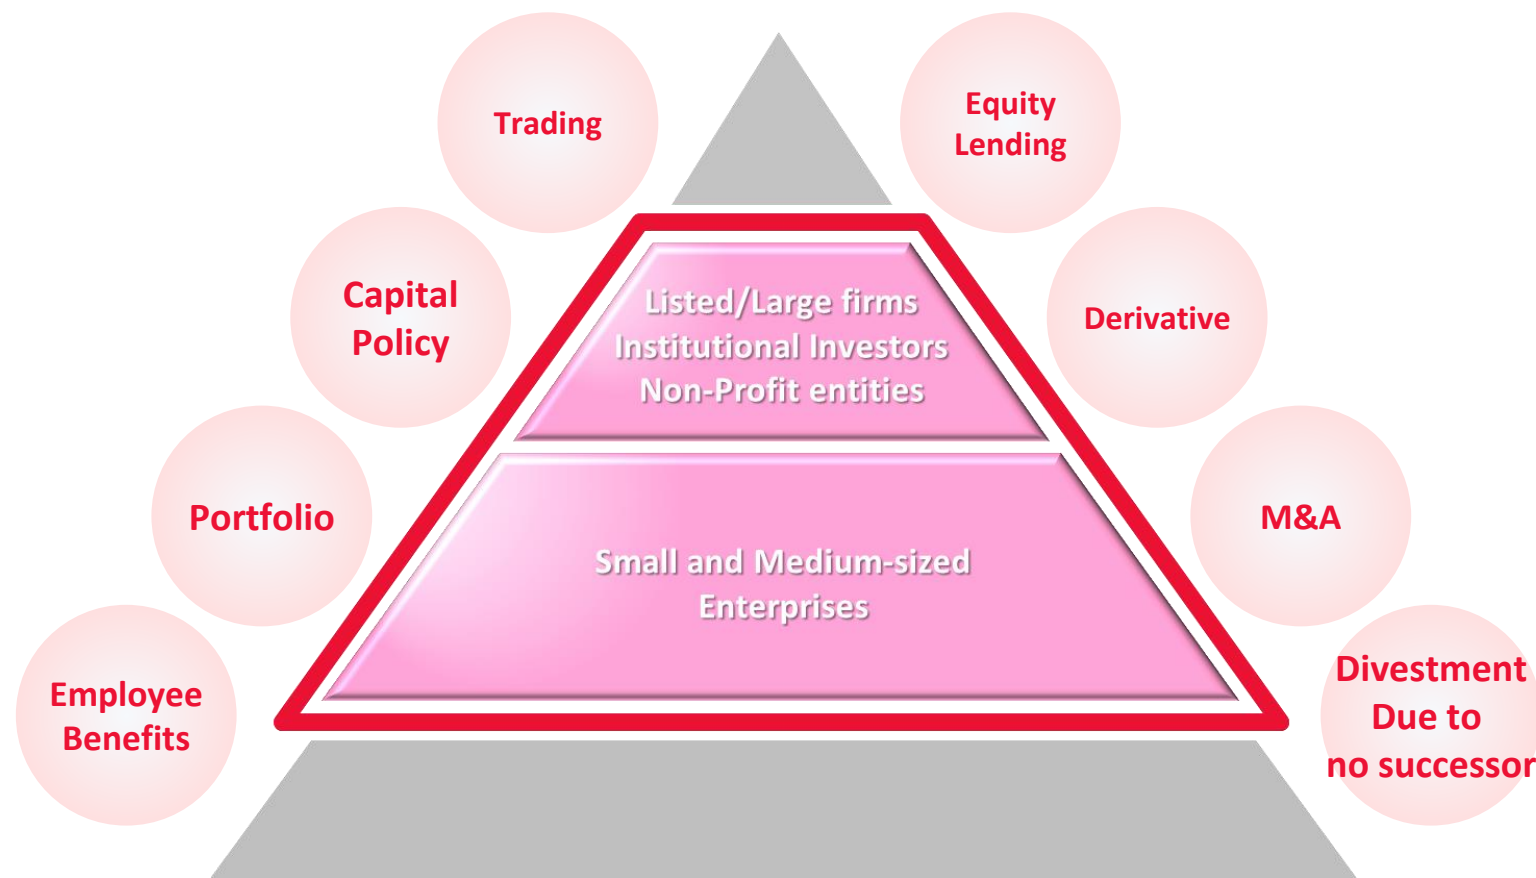 Trading
Equity
Lending
Capital
Policy
Listed/Large firms
Institutional Investors
Non-Profit entities
Derivative
Portfolio
Small and Medium-sized
Enterprises
M&A
Employee
Benefits
Divestment
Due to
no successor